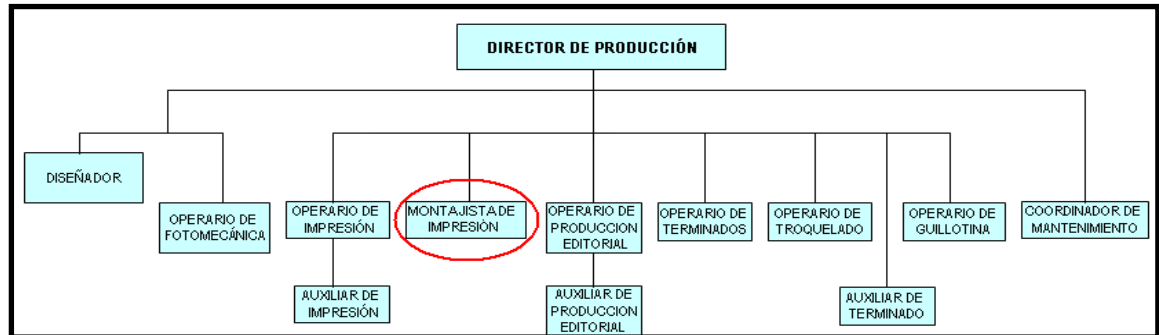 DIRECTOR DE PRODUCCIÓN
DISEÑADOR
OPERARIO DE
FOTOMECÁNICA
OPERARIO DE
IMPRESIÓN
MONTAJISTA DE
IMPRESIÓN
OPERARIO DE
PRODUCCION
EDITORIAL
OPERARIO DE
TERMINADOS
OPERARIO DE
TROQUELADO
OPERARIO DE
GUILLOTINA
COORDINADOR DE
MANTENIMIENTO
AUXILIAR DE
IMPRESIÓN
AUXILIAR DE
PRODUCCION
EDITORIAL
AUXILIAR DE
TERMINADO